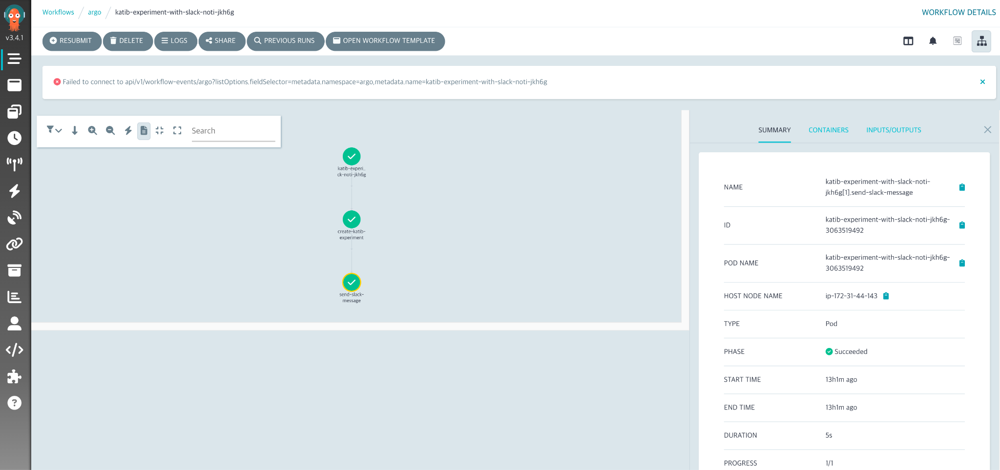 Workflows / argo / katib-experiment-with-slack-noti-jkh6g
WORKFLOW DETAILS
v3.4.1
RESUBMIT
DELETE
LOGS
SHARE
PREVIOUS RUNS
OPEN WORKFLOW TEMPLATE
Failed to connect to api/v1/workflow-events/argo?listOptions.fieldSelector=metadata.namespace=argo,metadata.name=katib-experiment-with-slack-noti-jkh6g
Search
katib-experi..
ck-noti-jkh6g
create-katib-
experiment
send-slack-
message
SUMMARY
CONTAINERS
INPUTS/OUTPUTS
NAME
katib-experiment-with-slack-noti-
jkh6g[1].send-slack-message
ID
katib-experiment-with-slack-noti-jkh6g-
3063519492
POD NAME
katib-experiment-with-slack-noti-jkh6g-
3063519492
HOST NODE NAME
ip-172-31-44-143
TYPE
Pod
PHASE
Succeeded
START TIME
13h1m ago
END TIME
13h1m ago
DURATION
5s
PROGRESS
1/1